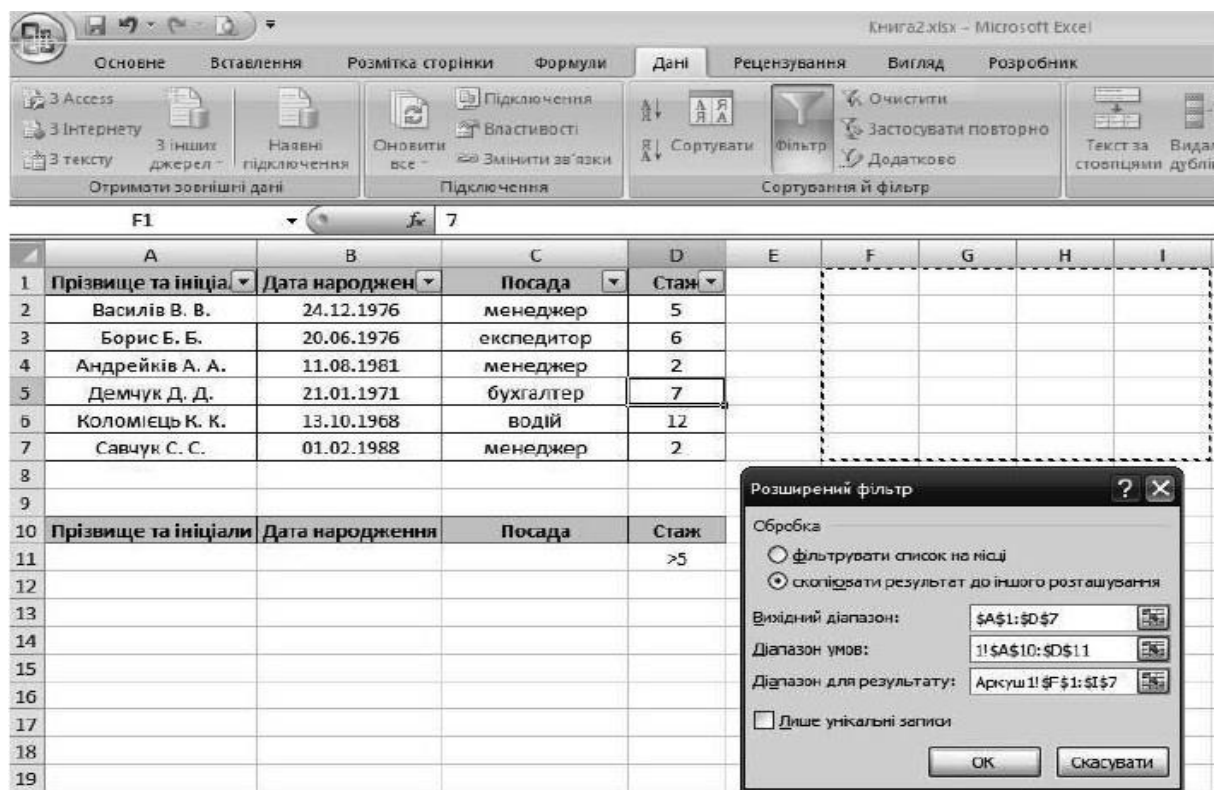 Книга2.xlsx - Microsoft Excel
Основне Вставлення Розмітка сторінки Формули Дані Рецензування Вигляд Розробник
З Access
З Інтернету
З тексту
З інших джерел
Наявні підключення
Отримати зовнішні дані
Оновити все
Підключення
Властивості
Змінити зв'язки
Підключення
Сортувати
Фільтр
Очистити
Застосувати повторно
Додатково
Сортування й фільтр
Текст за стовпцями
F1 fx 7
A B C D E F G H I
1 Прізвище та ініціа. Дата народжен Посада Стаж
2 Василів В. В. 24.12.1976 менеджер 5
3 Борис Б. Б. 20.06.1976 експедитор 6
4 Андрейків А. А. 11.08.1981 менеджер 2
5 Демчук Д. Д. 21.01.1971 бухгалтер 7
6 Коломієць К. К. 13.10.1968 водій 12
7 Савчук С. С. 01.02.1988 менеджер 2
8
9
10 Прізвище та ініціали Дата народження Посада Стаж
11 >5
12
13
14
15
16
17
18
19
Розширений фільтр
Обробка
фільтрувати список на місці
скопіювати результат до іншого розташування
Вихідний діапазон: $A$1:$D$7
Діапазон умов: 1!$A$10:$D$11
Діапазон для результату: Аркуш1!$F$1:$I$7
Лише унікальні записи
ОК Скасувати